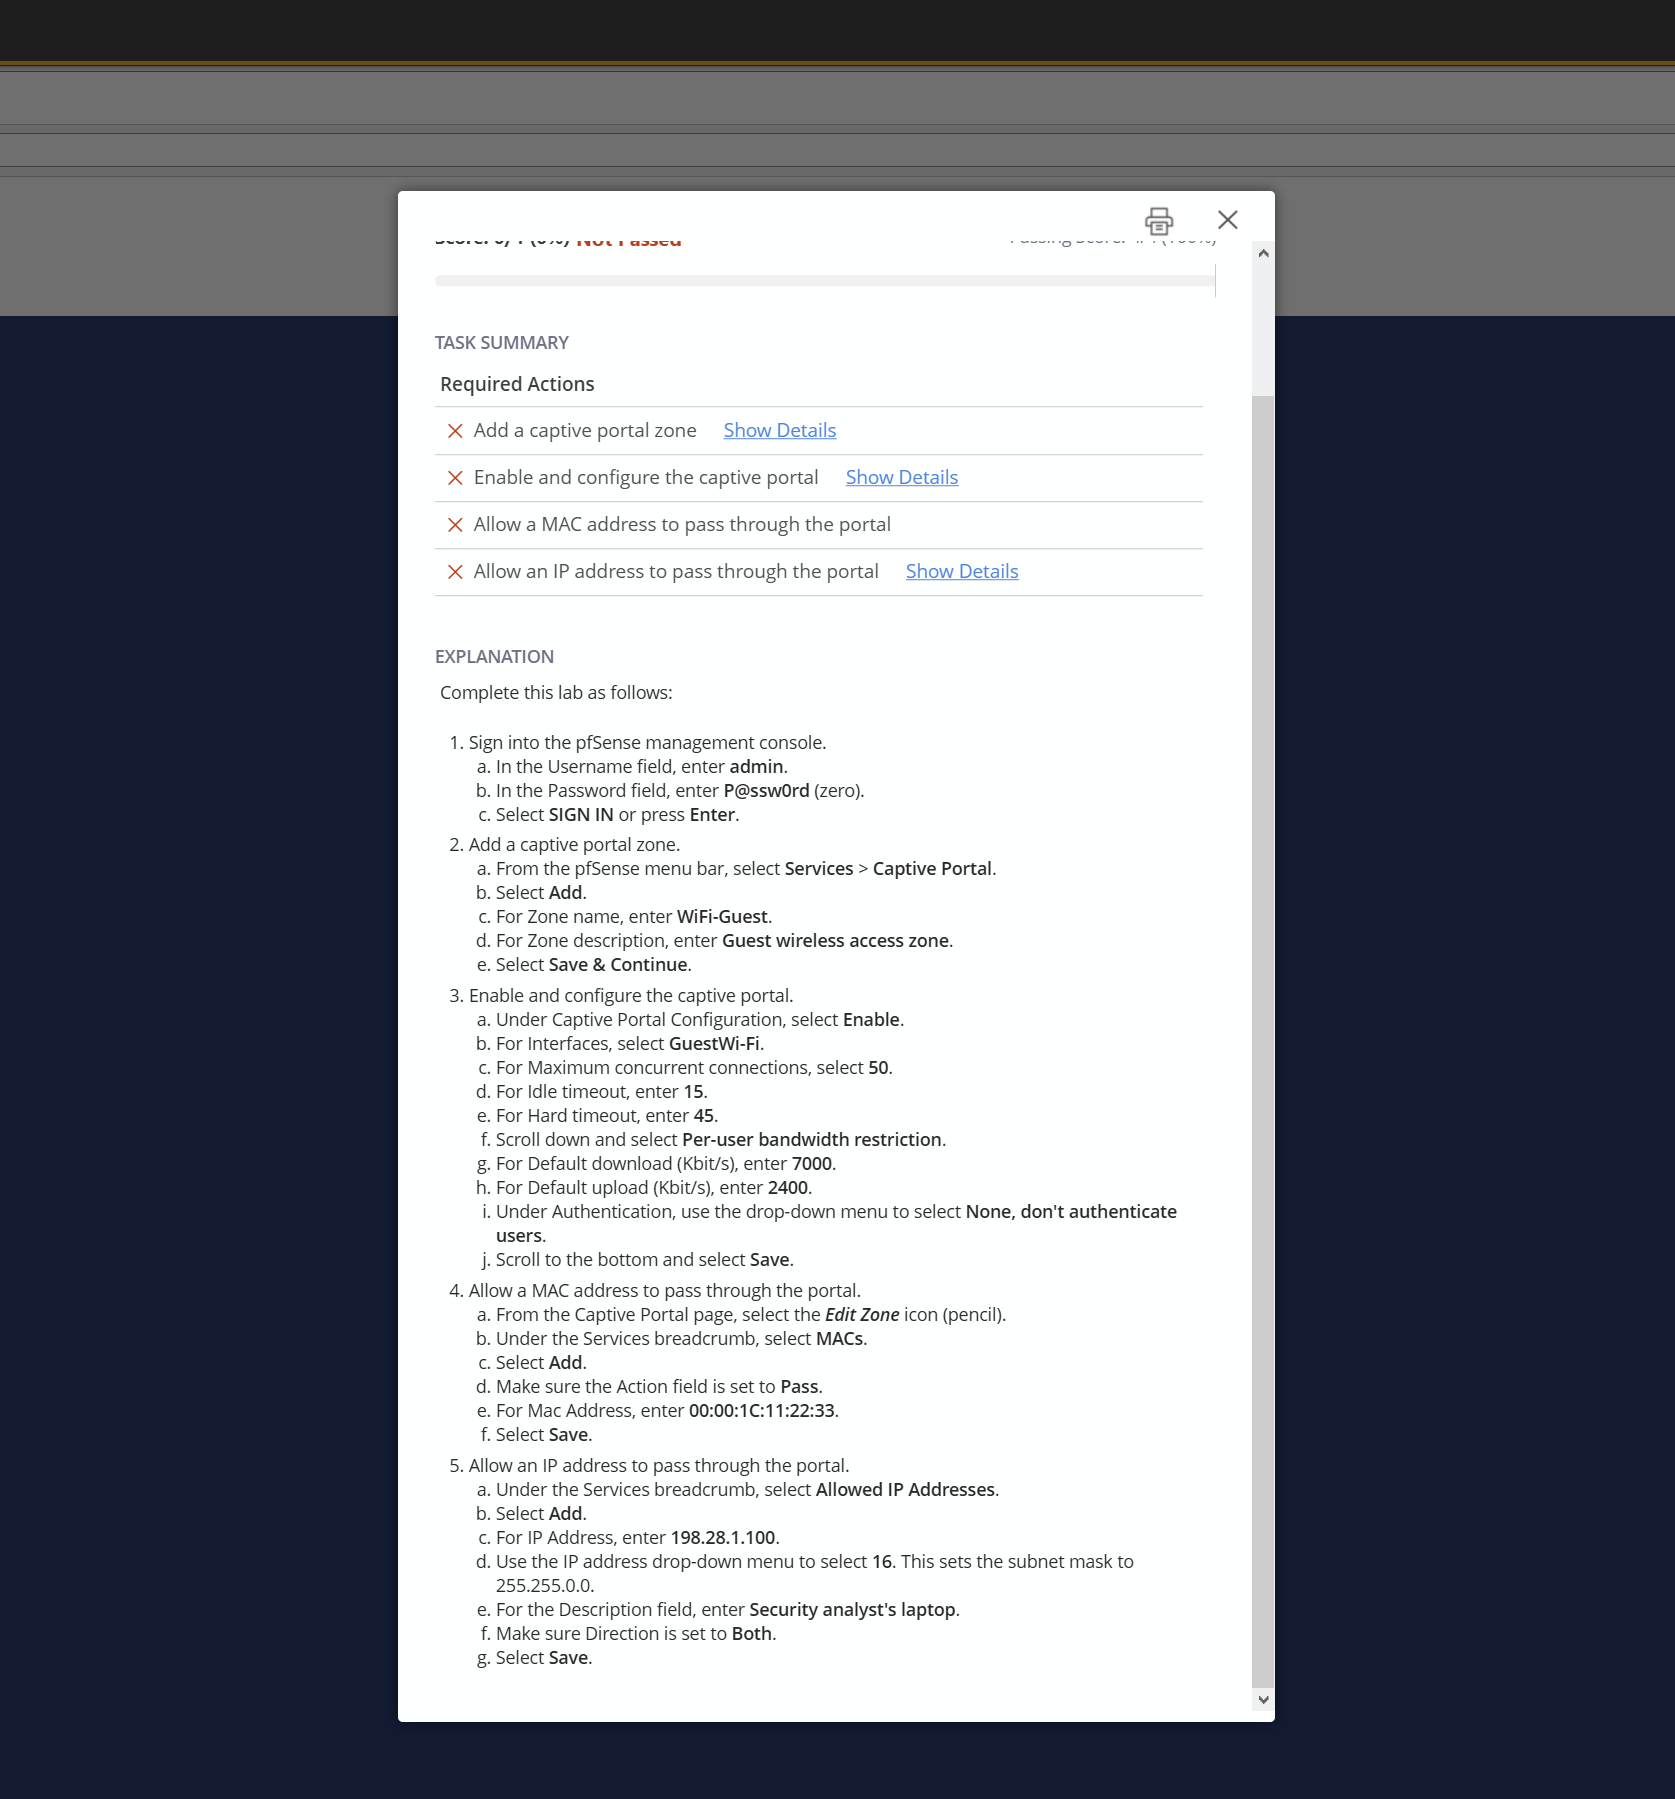 Not Passed
TASK SUMMARY
Required Actions
Add a captive portal zone Show Details
Enable and configure the captive portal Show Details
Allow a MAC address to pass through the portal
Allow an IP address to pass through the portal Show Details
EXPLANATION
Complete this lab as follows:
1. Sign into the pfSense management console.
a. In the Username field, enter admin.
b. In the Password field, enter P@ssw0rd (zero).
c. Select SIGN IN or press Enter.
2. Add a captive portal zone.
a. From the pfSense menu bar, select Services > Captive Portal.
b. Select Add.
c. For Zone name, enter WiFi-Guest.
d. For Zone description, enter Guest wireless access zone.
e. Select Save & Continue.
3. Enable and configure the captive portal.
a. Under Captive Portal Configuration, select Enable.
b. For Interfaces, select GuestWi-Fi.
c. For Maximum concurrent connections, select 50.
d. For Idle timeout, enter 15.
e. For Hard timeout, enter 45.
f. Scroll down and select Per-user bandwidth restriction.
g. For Default download (Kbit/s), enter 7000.
h. For Default upload (Kbit/s), enter 2400.
i. Under Authentication, use the drop-down menu to select None, don't authenticate
users.
j. Scroll to the bottom and select Save.
4. Allow a MAC address to pass through the portal.
a. From the Captive Portal page, select the Edit Zone icon (pencil).
b. Under the Services breadcrumb, select MACs.
c. Select Add.
d. Make sure the Action field is set to Pass.
e. For Mac Address, enter 00:00:1C:11:22:33.
f. Select Save.
5. Allow an IP address to pass through the portal.
a. Under the Services breadcrumb, select Allowed IP Addresses.
b. Select Add.
c. For IP Address, enter 198.28.1.100.
d. Use the IP address drop-down menu to select 16. This sets the subnet mask to
255.255.0.0.
e. For the Description field, enter Security analyst's laptop.
f. Make sure Direction is set to Both.
g. Select Save.